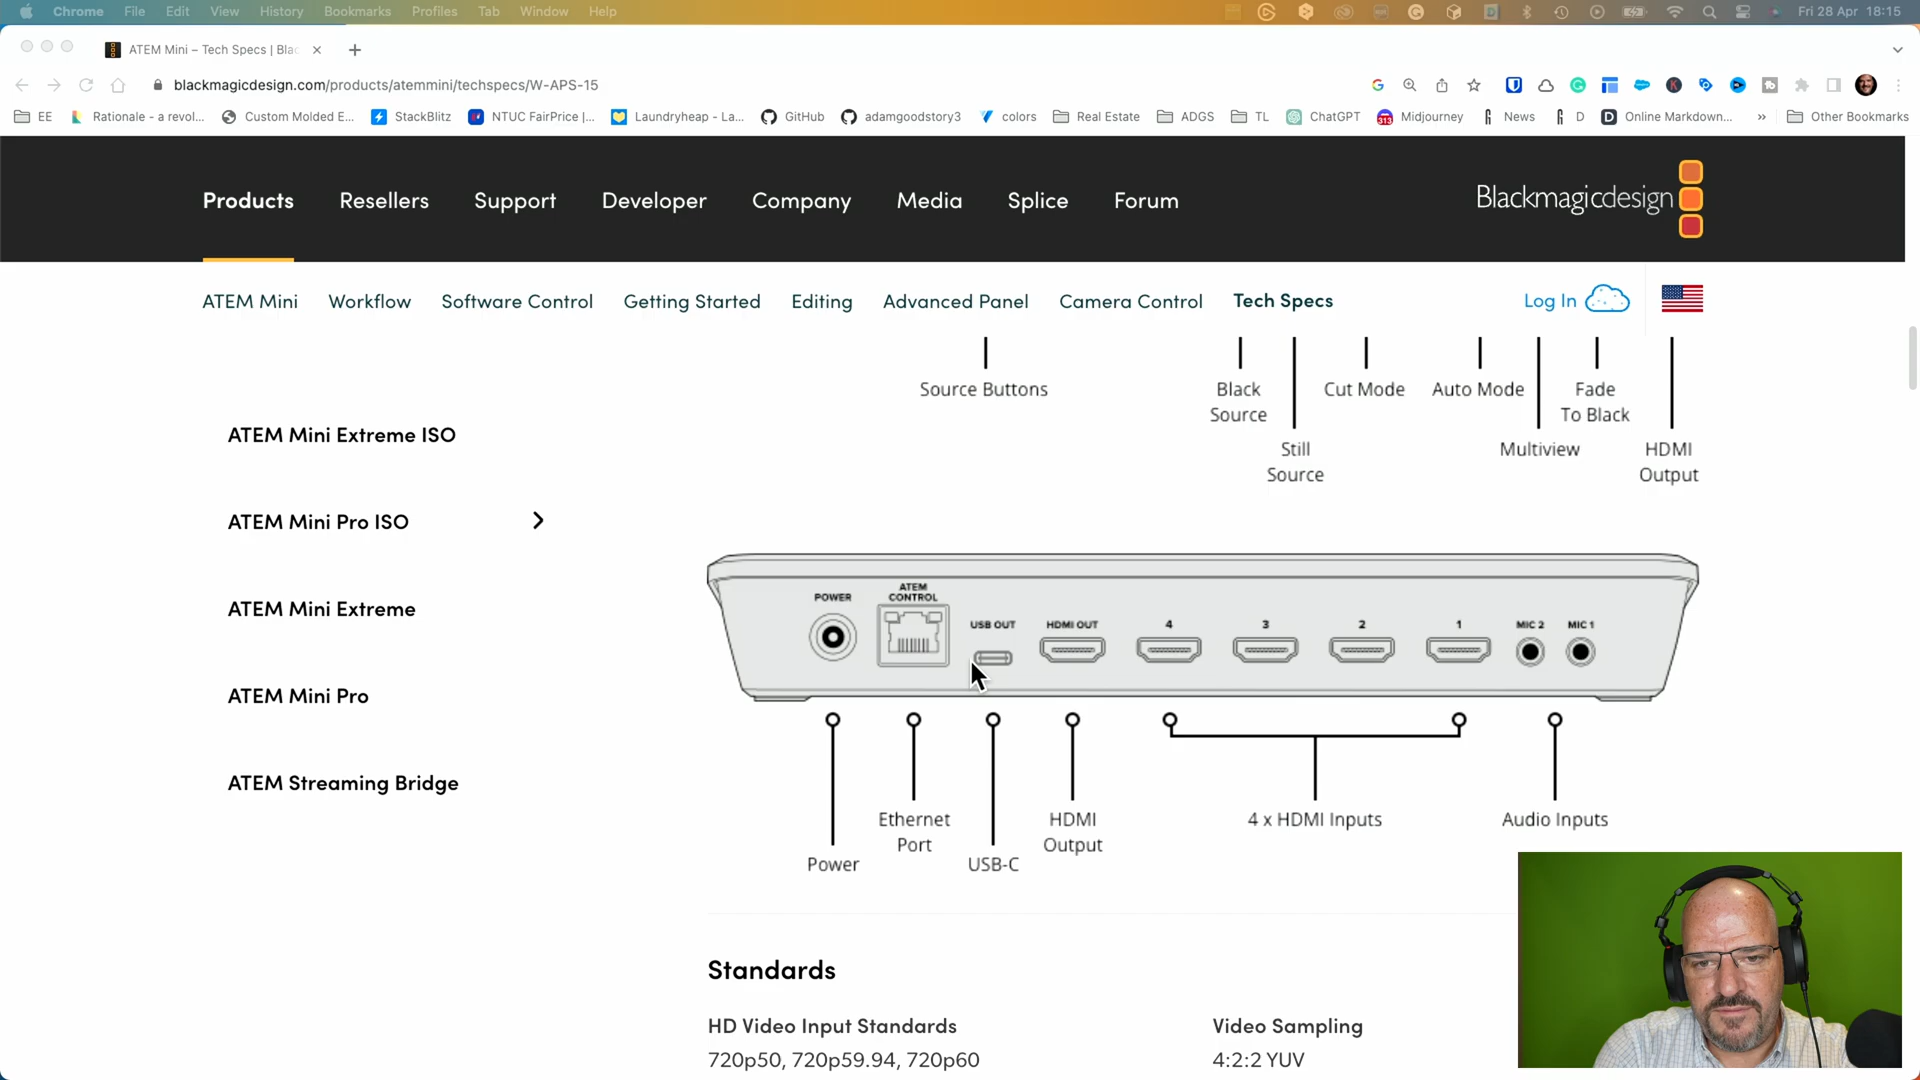 Chrome File Edit View History Bookmarks Profiles Tab Window Help Fri 28 Apr 18:15
ATEM Mini – Tech Specs | Blac
blackmagicdesign.com/products/atemmini/techspecs/W-APS-15
EE Rationale - a revol... Custom Molded E... StackBlitz NTUC FairPrice |... Laundryheap - La... GitHub adamgoodstory3 colors Real Estate ADGS TL ChatGPT Midjourney News D Online Markdown... » Other Bookmarks
Products Resellers Support Developer Company Media Splice Forum Blackmagicdesign
ATEM Mini Workflow Software Control Getting Started Editing Advanced Panel Camera Control Tech Specs Log In
Source Buttons
Black
Source
Still
Source
Cut Mode
Auto Mode
Multiview
Fade
To Black
HDMI
Output
ATEM Mini Extreme ISO
ATEM Mini Pro ISO
ATEM Mini Extreme
ATEM Mini Pro
ATEM Streaming Bridge
POWER
ATEM
CONTROL
USB OUT
HDMI OUT
4
3
2
1
MIC 2
MIC 1
Power
Ethernet
Port
USB-C
HDMI
Output
4 x HDMI Inputs
Audio Inputs
Standards
HD Video Input Standards
720p50, 720p59.94, 720p60
Video Sampling
4:2:2 YUV